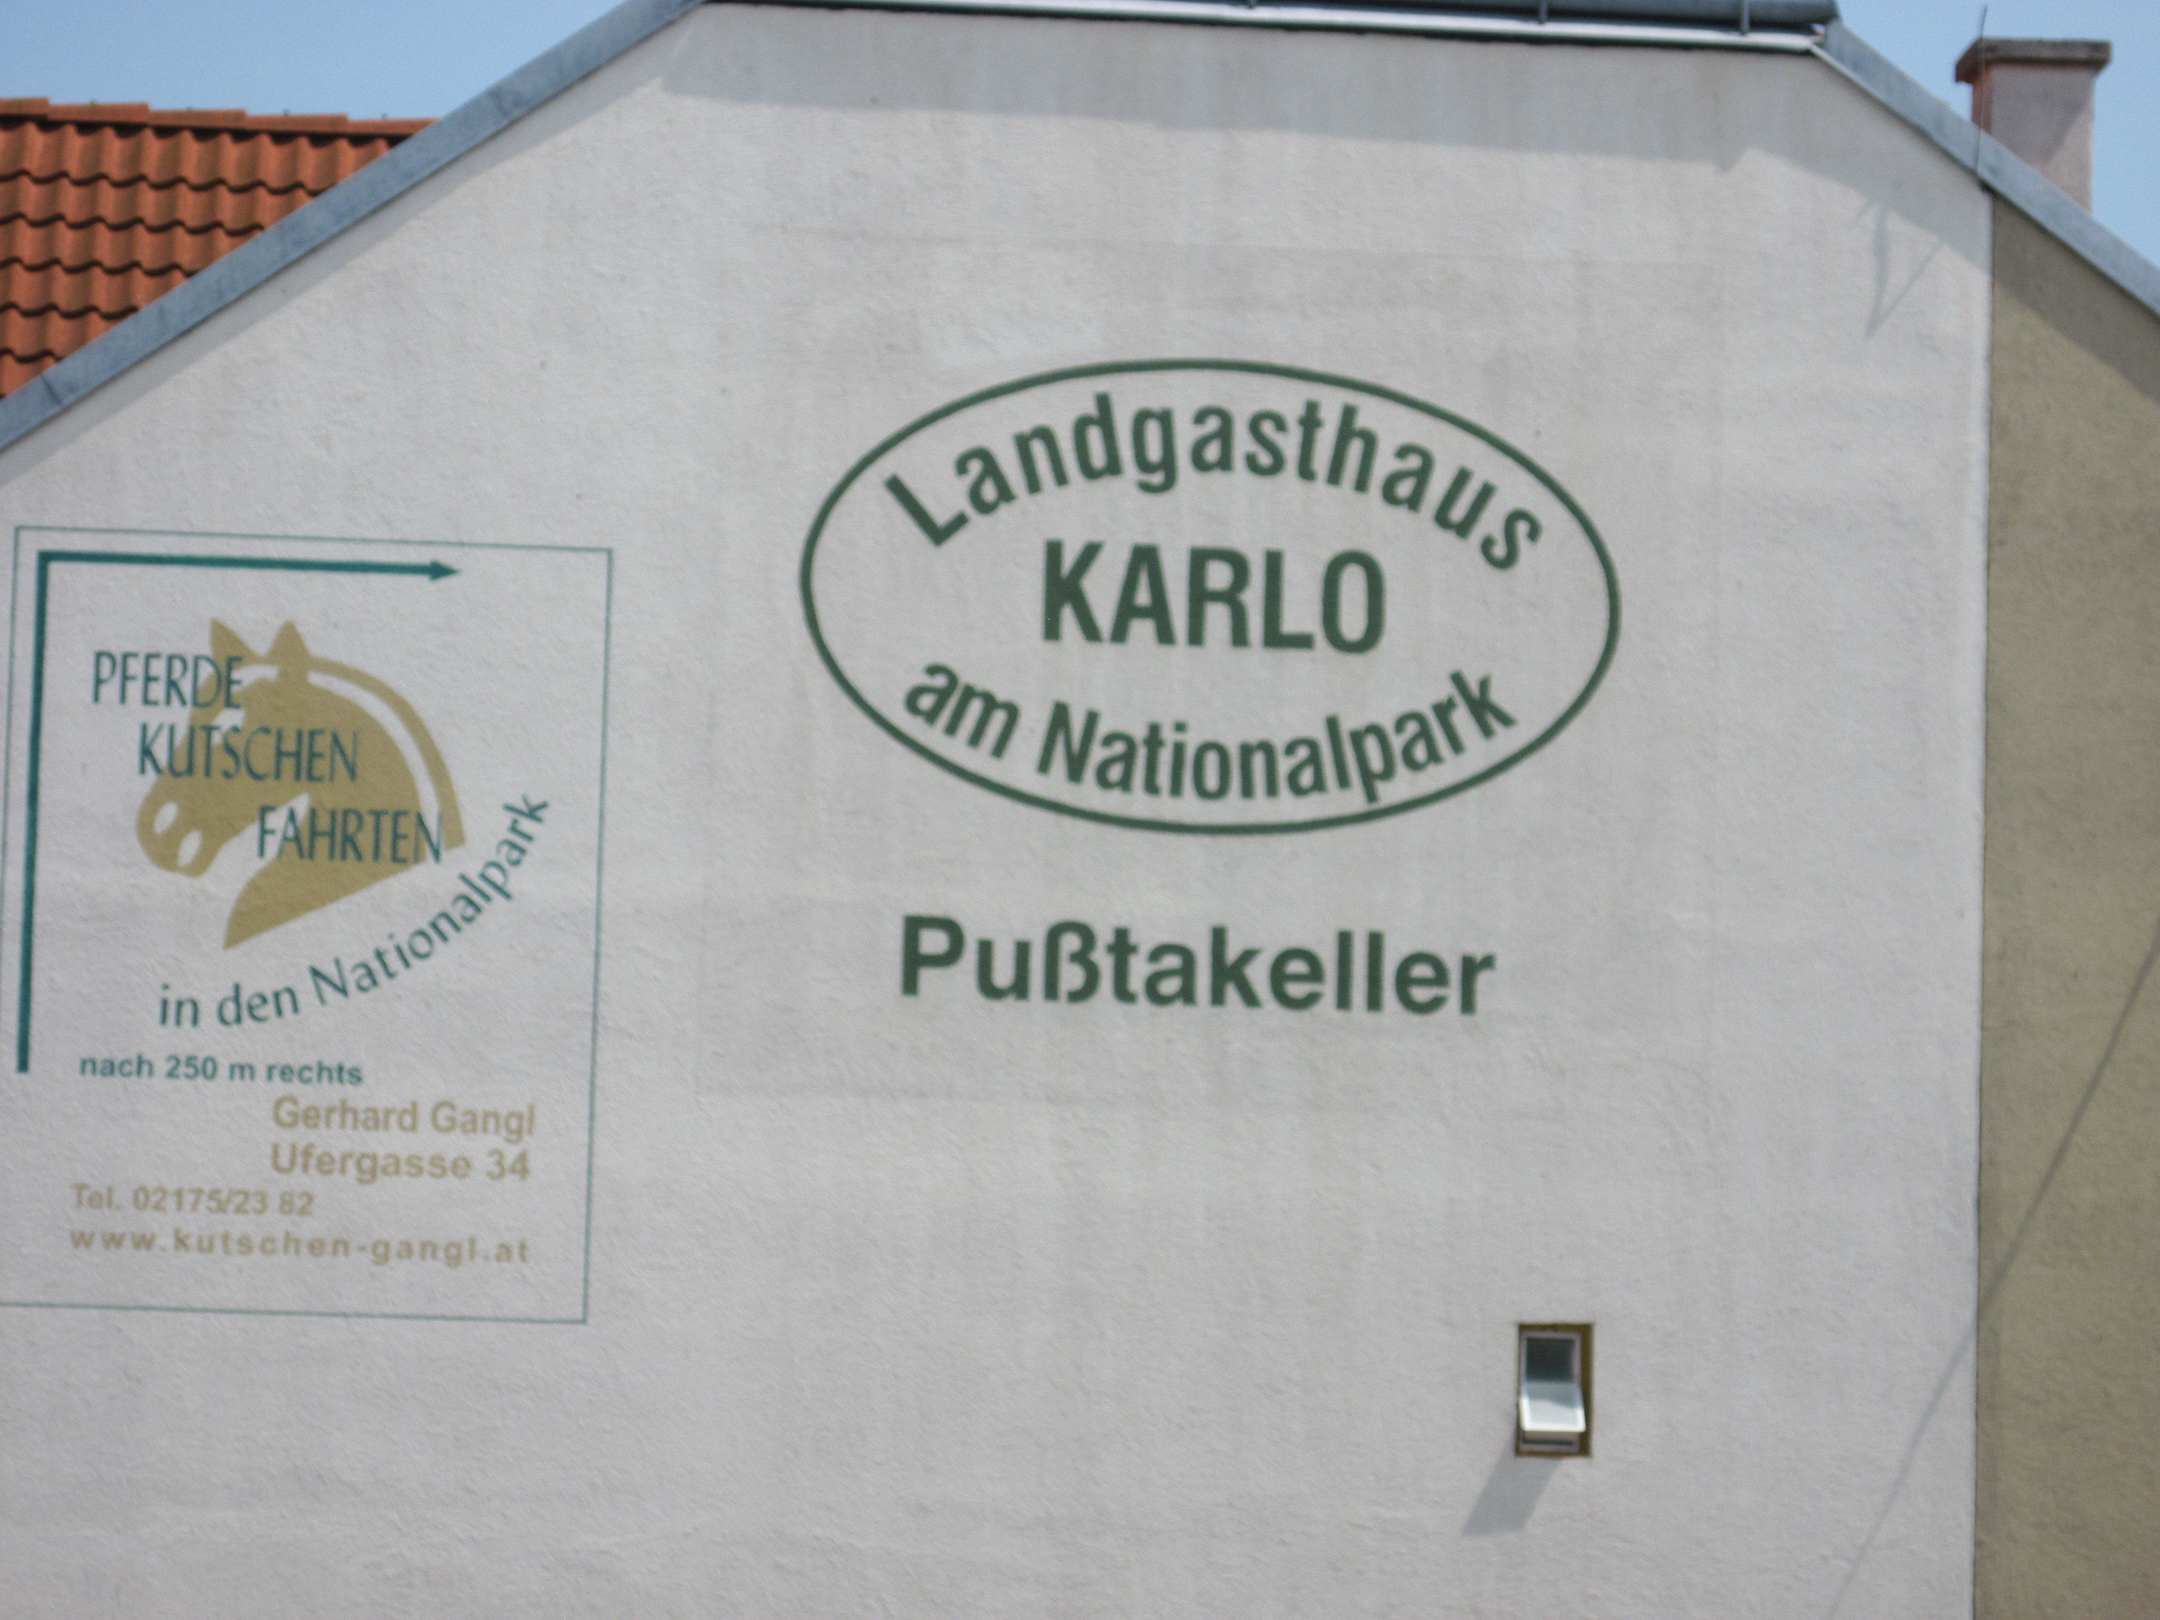 PFERDE
KUTSCHEN
FAHRTEN
in den Nationalpark
nach 250 m rechts
Gerhard Gangl
Ufergasse 34
Tel. 02175/23 82
www.kutschen-gangl.at
Landgasthaus
KARLO
am Nationalpark
Pußtakeller